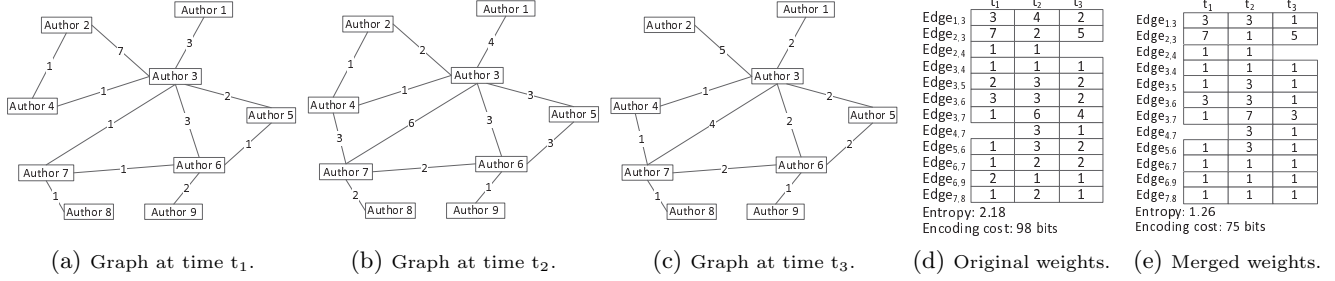 Author 1
Author 2
3
7
1
Author 3
Author 4
1
2
Author 5
1
3
1
Author 7
1
Author 6
1
2
Author 8
Author 9
(a) Graph at time t₁.
Author 1
Author 2
4
2
1
Author 3
Author 4
1
3
Author 5
3
6
3
3
Author 7
2
Author 6
2
1
Author 8
Author 9
(b) Graph at time t₂.
Author 1
Author 2
2
5
Author 3
Author 4
1
2
Author 5
1
4
2
2
Author 7
2
Author 6
1
1
Author 8
Author 9
(c) Graph at time t₃.
t₁ t₂ t₃
Edge₁,₃ 3 4 2
Edge₂,₃ 7 2 5
Edge₂,₄ 1 1
Edge₃,₄ 1 1 1
Edge₃,₅ 2 3 2
Edge₃,₆ 3 3 2
Edge₃,₇ 1 6 4
Edge₄,₇ 3 1
Edge₅,₆ 1 3 2
Edge₆,₇ 1 2 2
Edge₆,₉ 2 1 1
Edge₇,₈ 1 2 1
Entropy: 2.18
Encoding cost: 98 bits
(d) Original weights.
t₁ t₂ t₃
Edge₁,₃ 3 3 1
Edge₂,₃ 7 1 5
Edge₂,₄ 1 1
Edge₃,₄ 1 1 1
Edge₃,₅ 1 3 1
Edge₃,₆ 3 3 1
Edge₃,₇ 1 7 3
Edge₄,₇ 3 1
Edge₅,₆ 1 3 1
Edge₆,₇ 1 1 1
Edge₆,₉ 1 1 1
Edge₇,₈ 1 1 1
Entropy: 1.26
Encoding cost: 75 bits
(e) Merged weights.